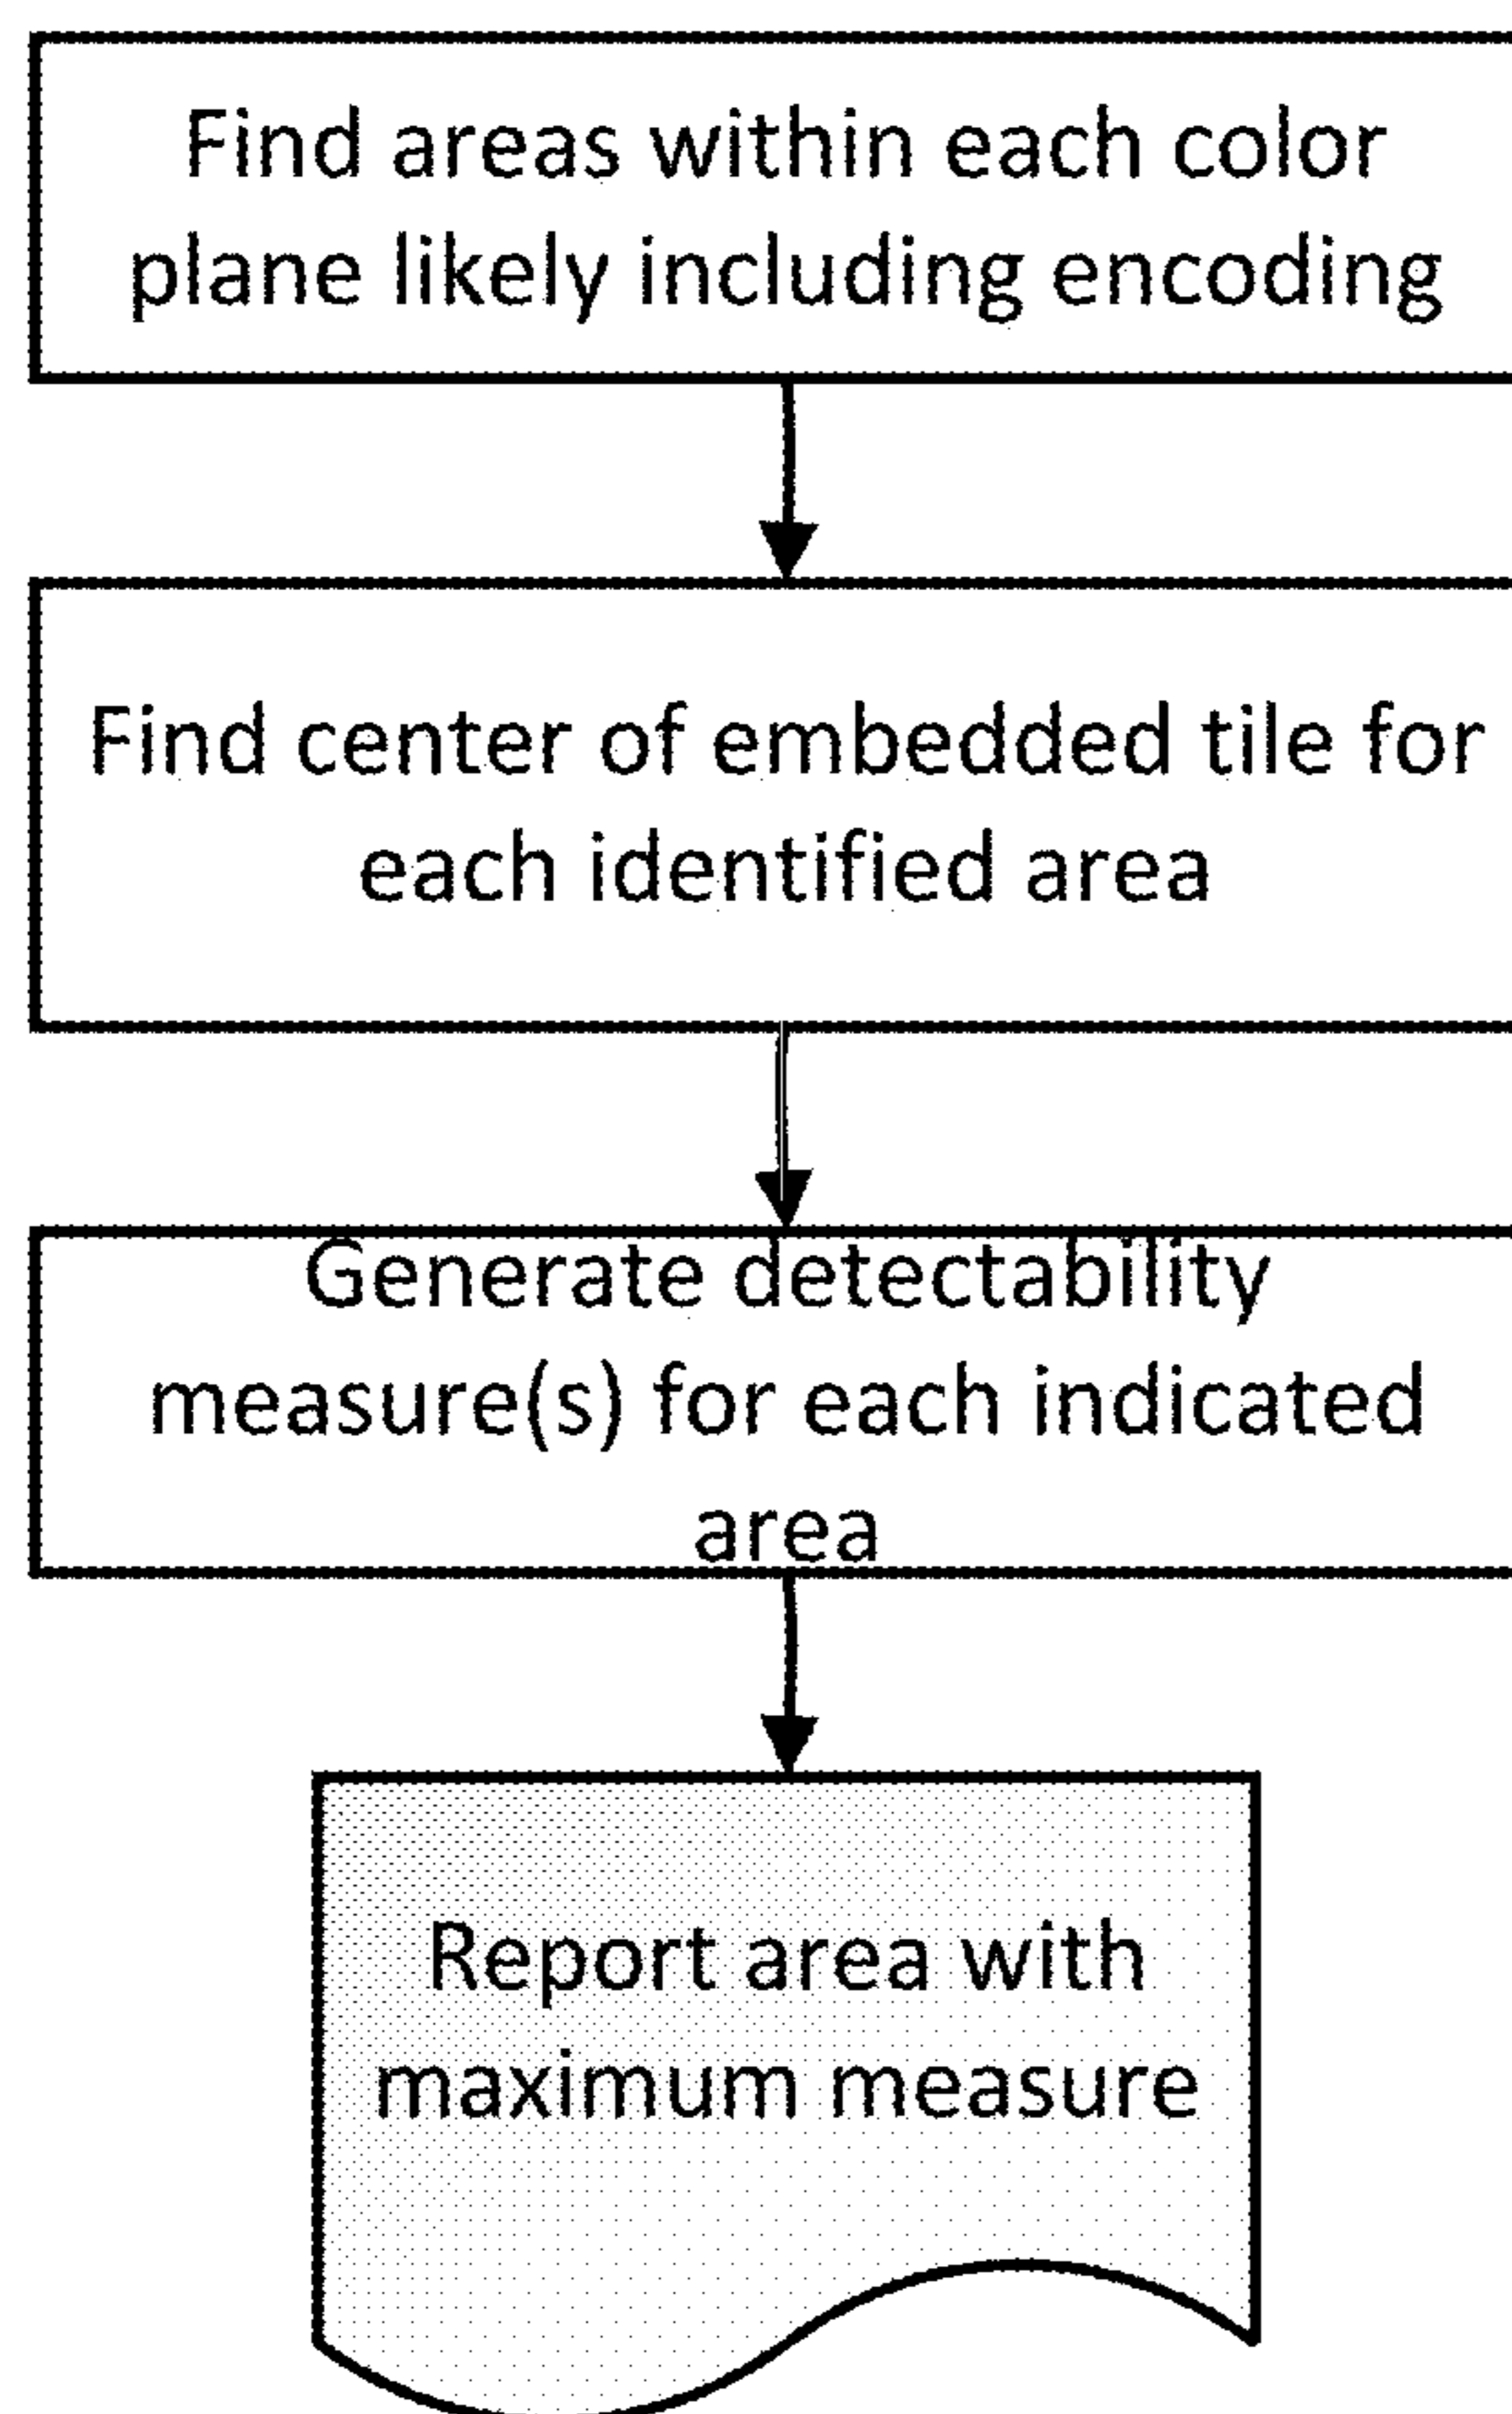 Find areas within each color
plane likely including encoding
Find center of embedded tile for
each identified area
Generate detectability
measure(s) for each indicated
area
Report area with
maximum measure